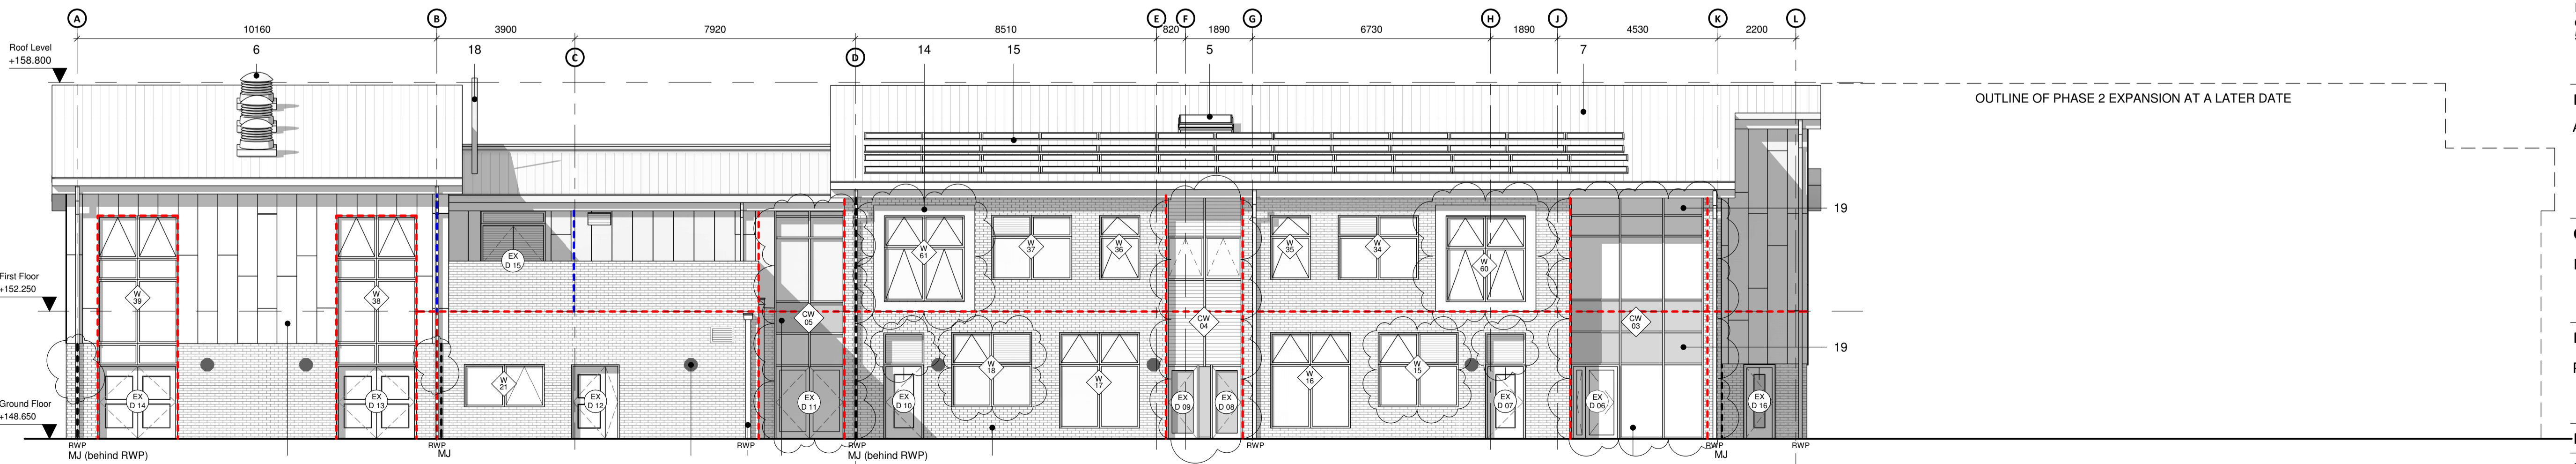 A B E F G H J K L
10160 3900 7920 8510 820 1890 6730 1890 4530 2200
Roof Level
+158.800
6 18 14 15 5 7
C D
OUTLINE OF PHASE 2 EXPANSION AT A LATER DATE
19
W
39
W
38
EX
D 15
W
61
W
37
W
36
W
35
W
34
W
60
First Floor
+152.250
CW
05
CW
04
CW
03
19
W
21
W
18
W
17
W
16
W
15
Ground Floor
+148.650
EX
D 14
EX
D 13
EX
D 12
EX
D 11
EX
D 10
EX
D 09
EX
D 08
EX
D 07
EX
D 06
EX
D 16
RWP RWP RWP RWP RWP RWP RWP
MJ (behind RWP) MJ MJ (behind RWP) MJ